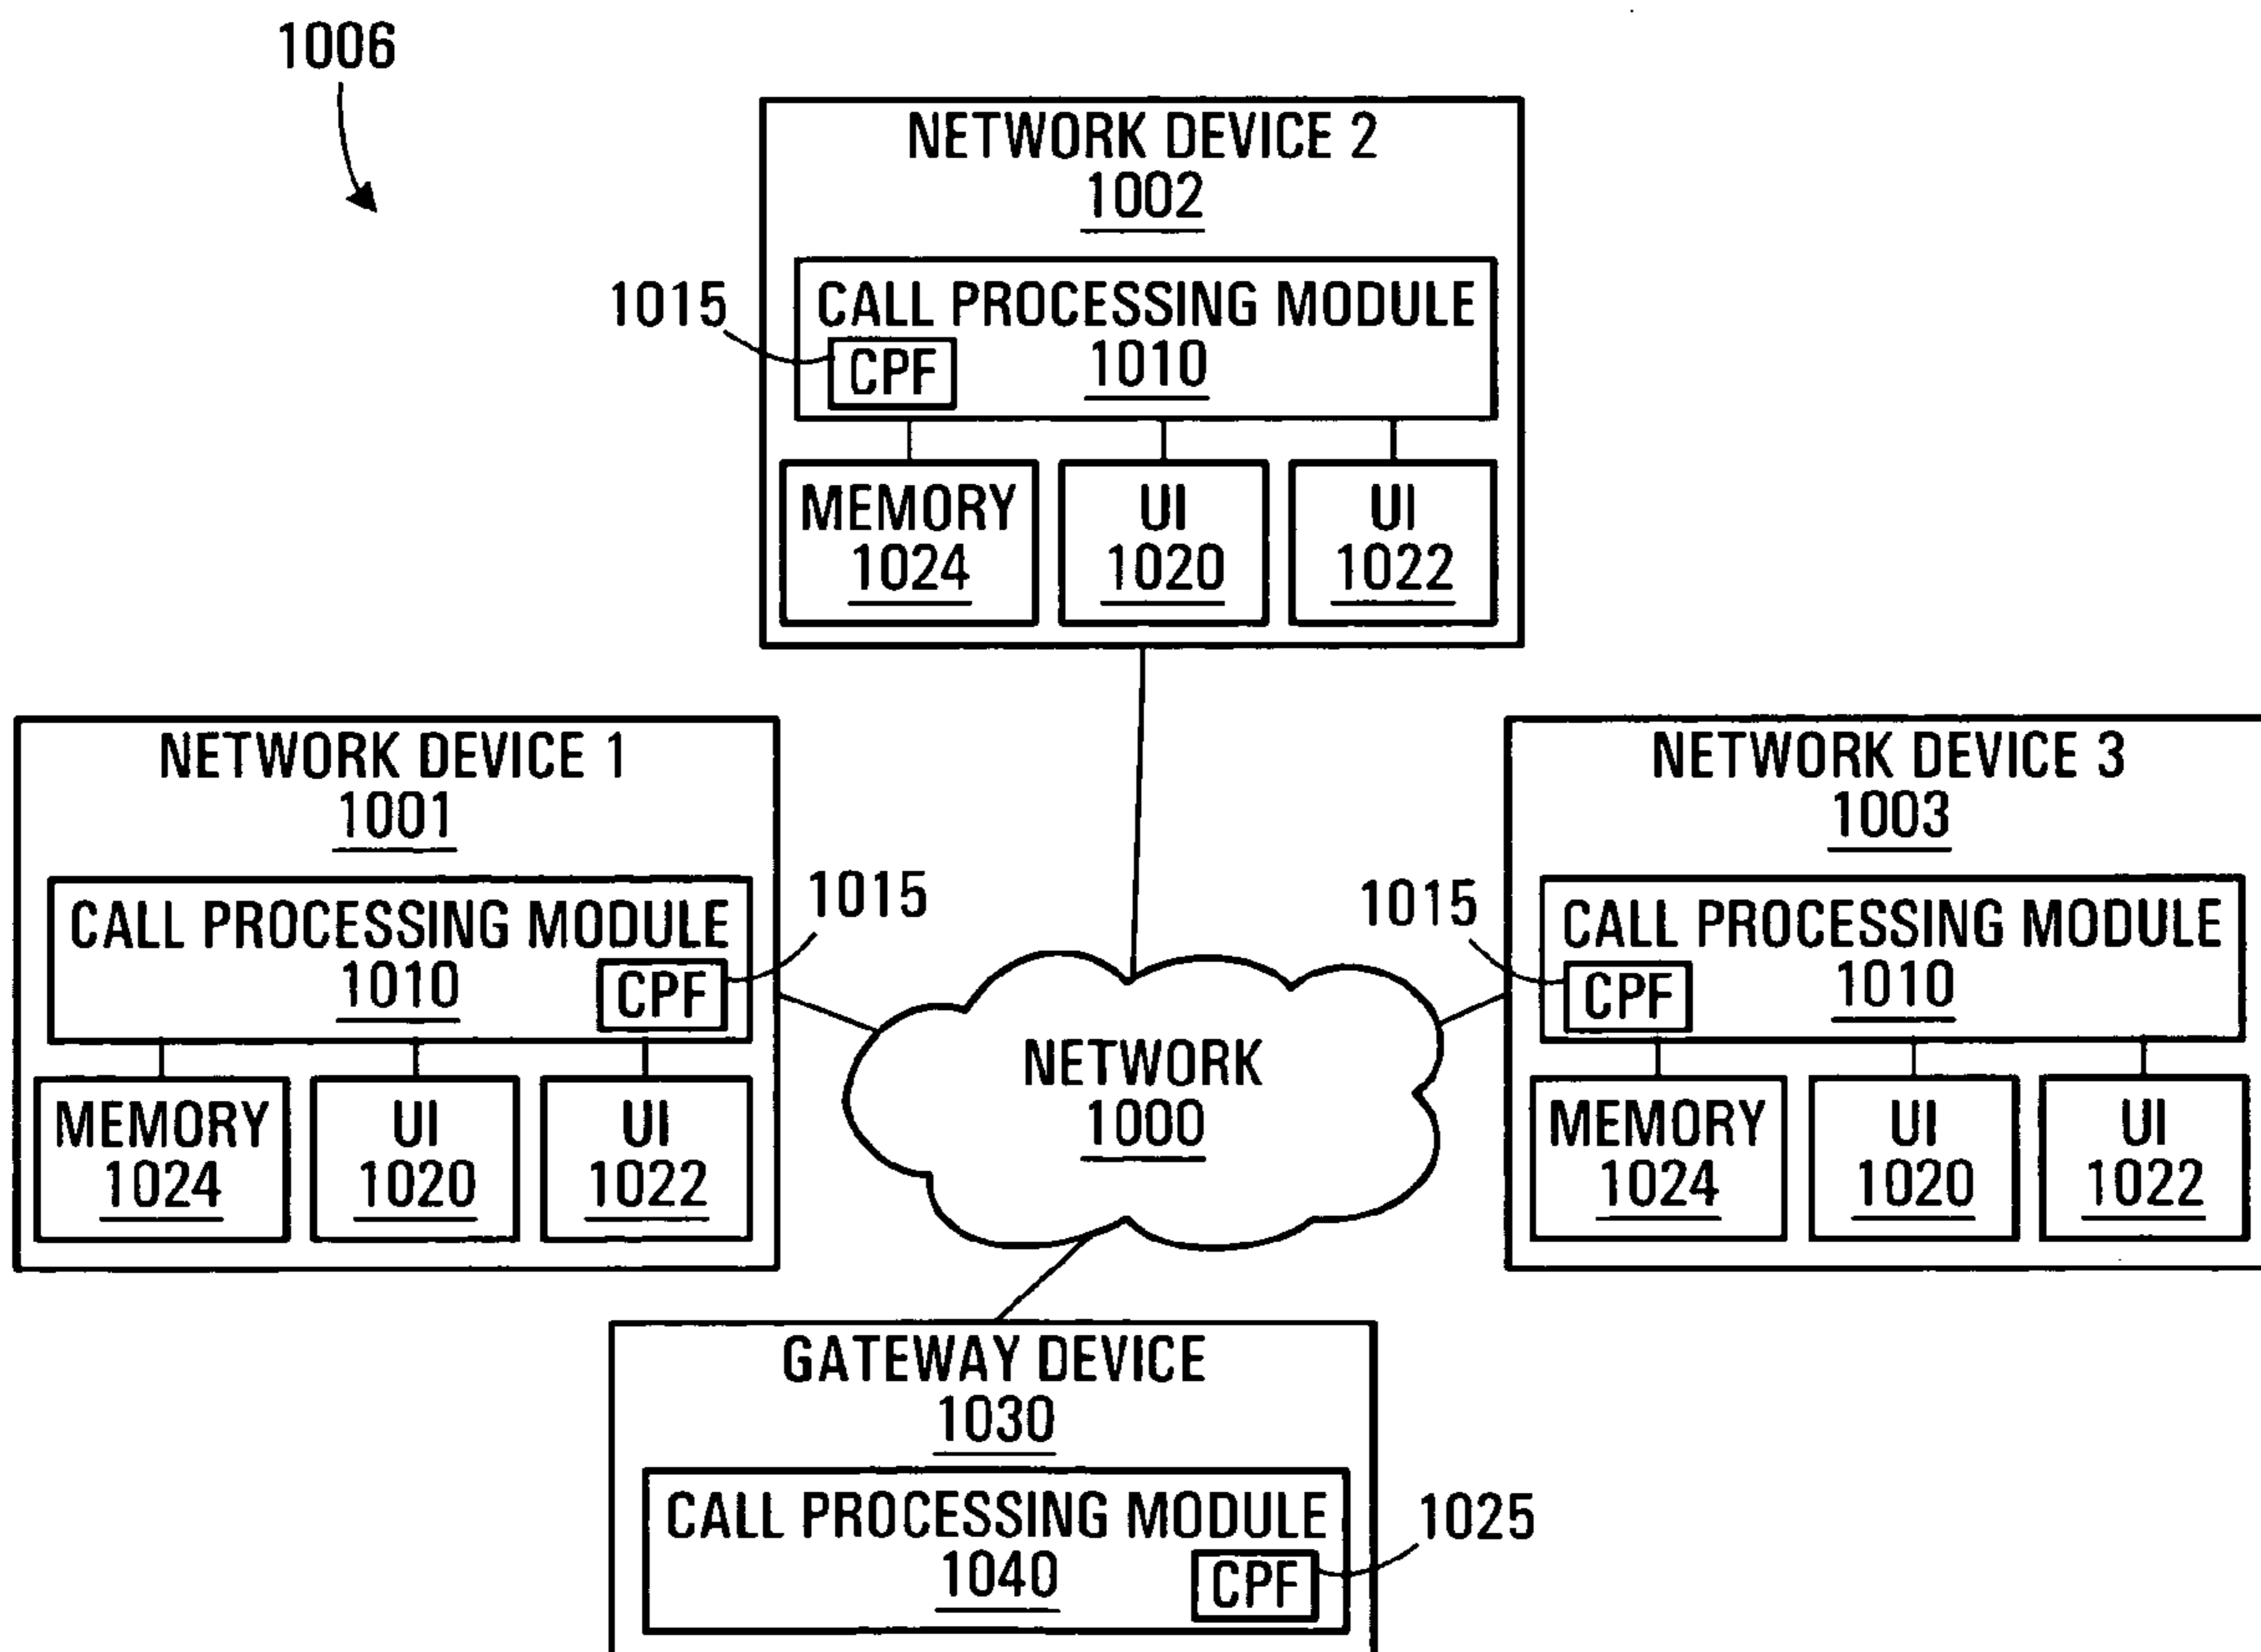 1006
NETWORK DEVICE 2
1002
1015
CALL PROCESSING MODULE
CPF
1010
MEMORY
1024
UI
1020
UI
1022
NETWORK DEVICE 1
1001
CALL PROCESSING MODULE
1010
CPF
1015
MEMORY
1024
UI
1020
UI
1022
NETWORK
1000
NETWORK DEVICE 3
1003
1015
CALL PROCESSING MODULE
CPF
1010
MEMORY
1024
UI
1020
UI
1022
GATEWAY DEVICE
1030
CALL PROCESSING MODULE
1040
CPF
1025